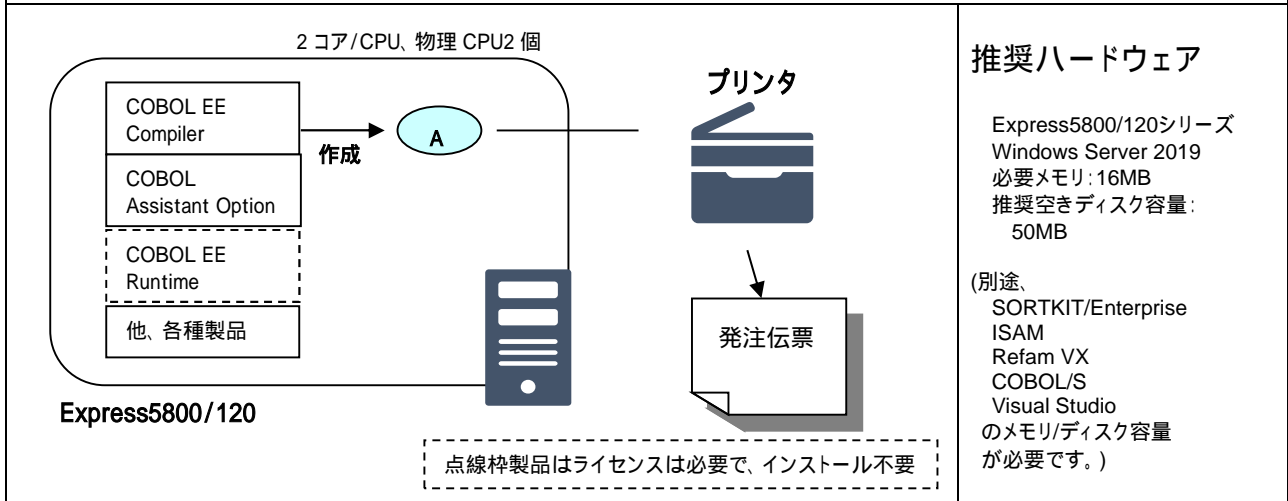 2 コア/CPU、物理 CPU2 個
COBOL EE
Compiler
作成
A
COBOL
Assistant Option
COBOL EE
Runtime
他、各種製品
Express5800/120
プリンタ
発注伝票
点線枠製品はライセンスは必要で、インストール不要
推奨ハードウェア
Express5800/120シリーズ
Windows Server 2019
必要メモリ:16MB
推奨空きディスク容量:
50MB
(別途、
SORTKIT/Enterprise
ISAM
Refam VX
COBOL/S
Visual Studio
のメモリ/ディスク容量
が必要です。)